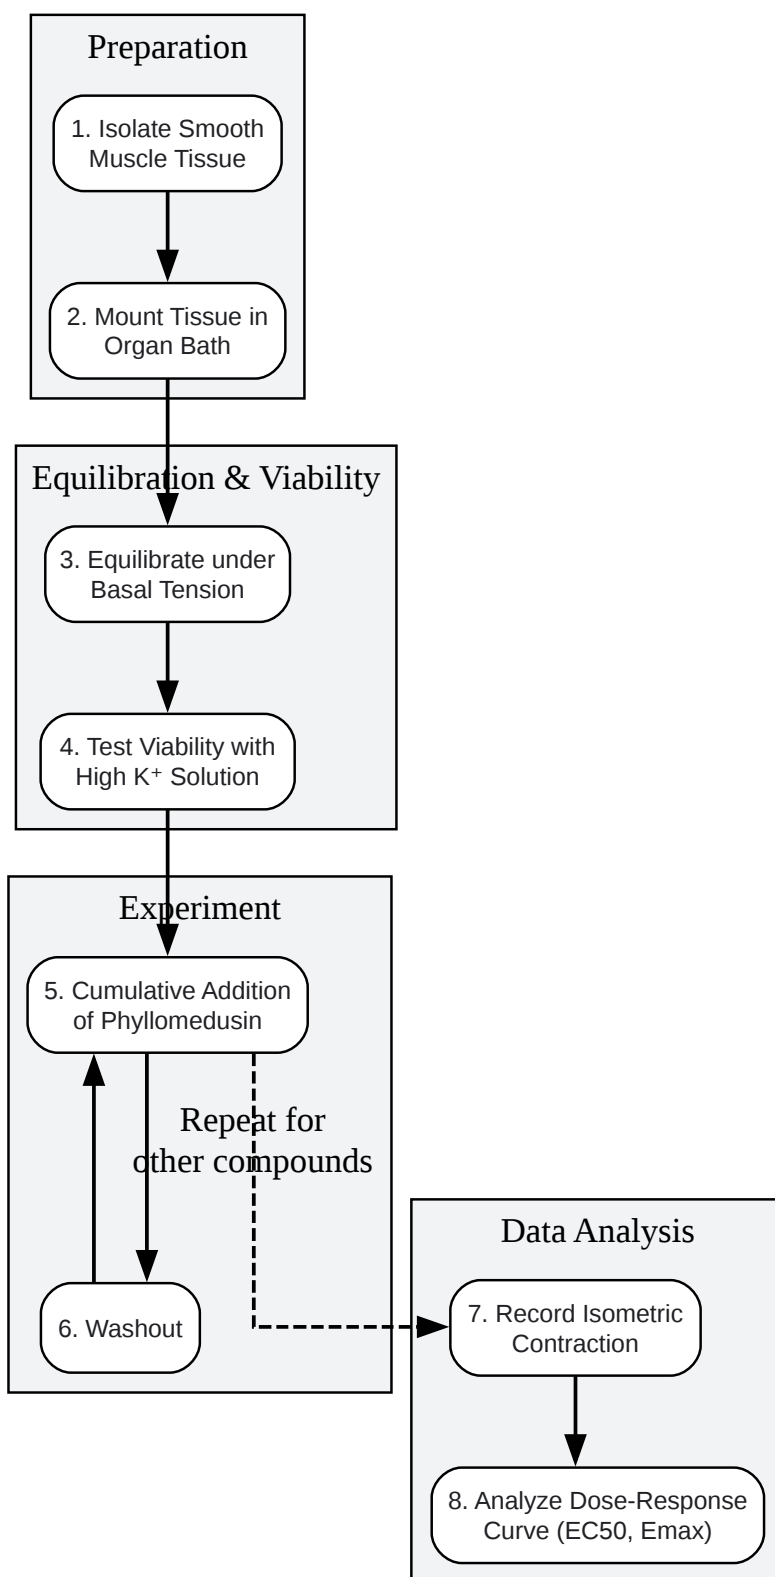 Preparation
1. Isolate Smooth
Muscle Tissue
2. Mount Tissue in
Organ Bath
Equilibration & Viability
3. Equilibrate under
Basal Tension
4. Test Viability with
High K⁺ Solution
Experiment
5. Cumulative Addition
of Phyllomedusin
Repeat for
other compounds
6. Washout
Data Analysis
7. Record Isometric
Contraction
8. Analyze Dose-Response
Curve (EC50, Emax)